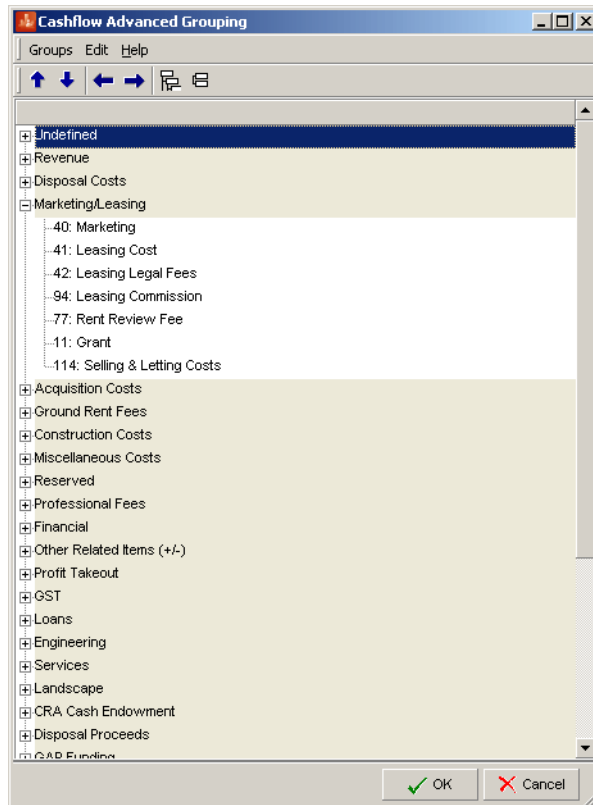 Cashflow Advanced Grouping
Groups Edit Help
Undefined
Revenue
Disposal Costs
Marketing/Leasing
40: Marketing
41: Leasing Cost
42: Leasing Legal Fees
94: Leasing Commission
77: Rent Review Fee
11: Grant
114: Selling & Letting Costs
Acquisition Costs
Ground Rent Fees
Construction Costs
Miscellaneous Costs
Reserved
Professional Fees
Financial
Other Related Items (+/-)
Profit Takeout
GST
Loans
Engineering
Services
Landscape
CRA Cash Endowment
Disposal Proceeds
GAP Funding
OK Cancel